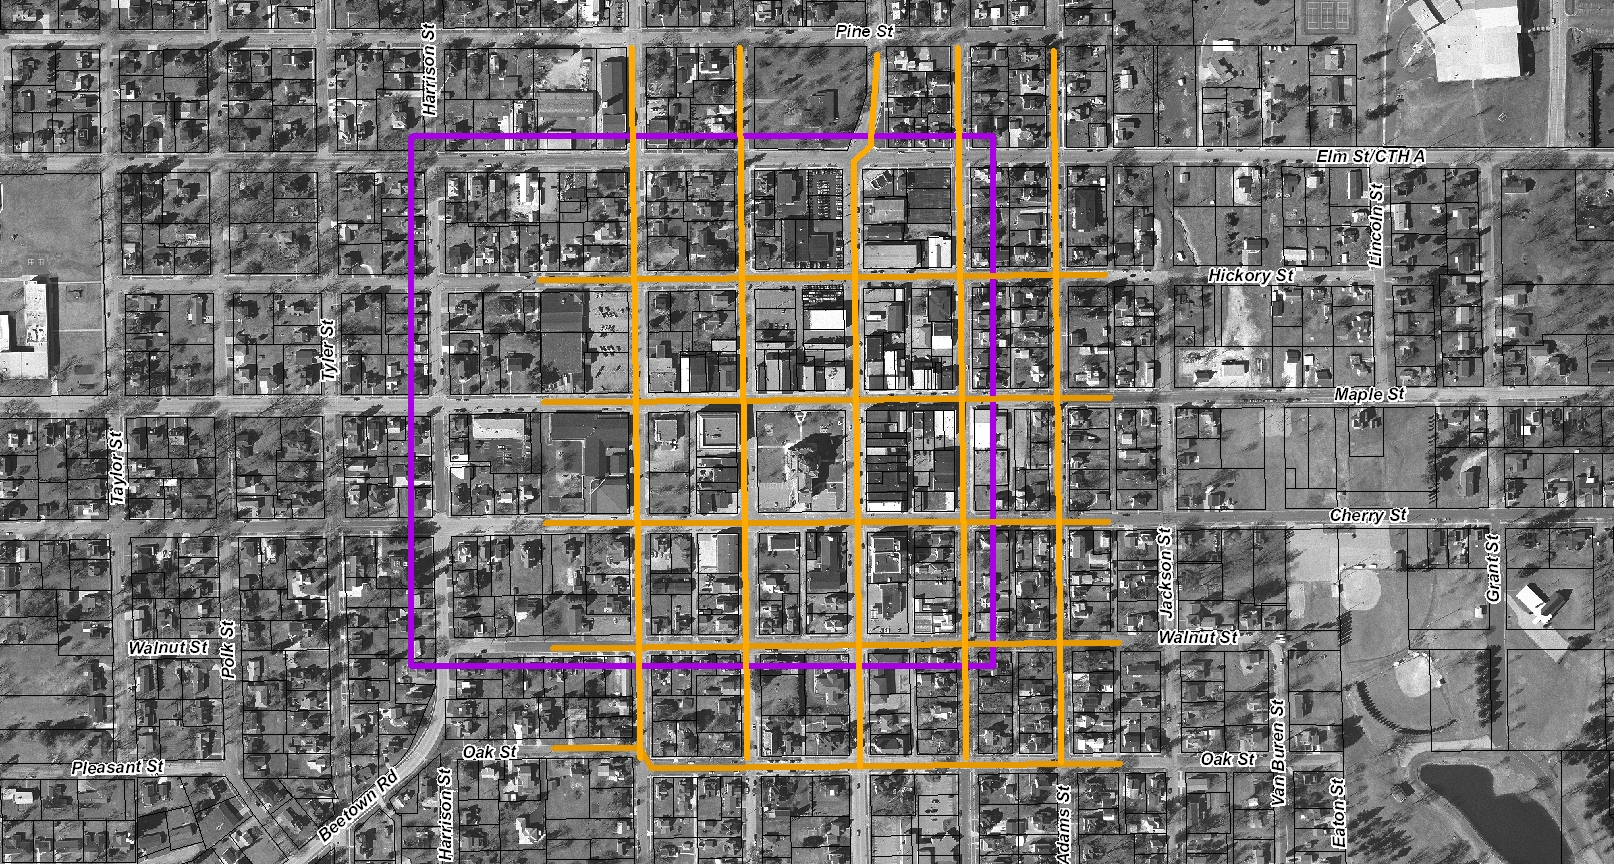 Pine St
Harrison St
Elm St/CTH A
Lincoln St
Hickory St
Tyler St
Maple St
Taylor St
Cherry St
Jackson St
Grant St
Walnut St
Polk St
Walnut St
Oak St
Pleasant St
Oak St
Van Buren St
Beetown Rd
Harrison St
Adams St
Eaton St